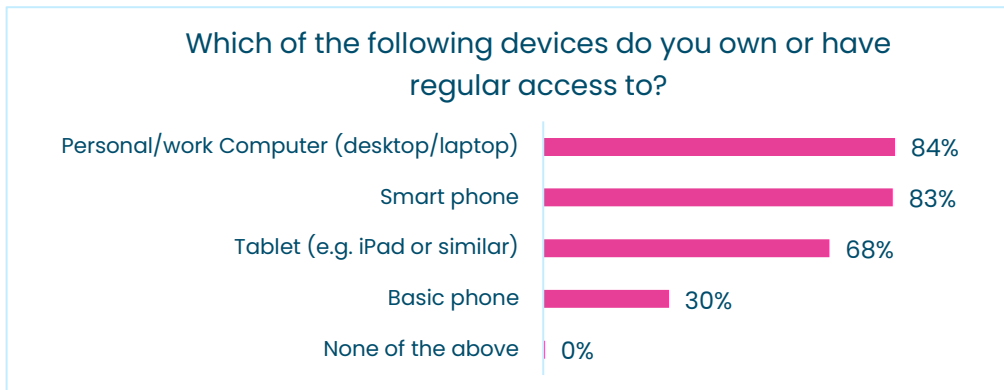 Which of the following devices do you own or have
regular access to?
Personal/work Computer (desktop/laptop) 84%
Smart phone 83%
Tablet (e.g. iPad or similar) 68%
Basic phone 30%
None of the above 0%